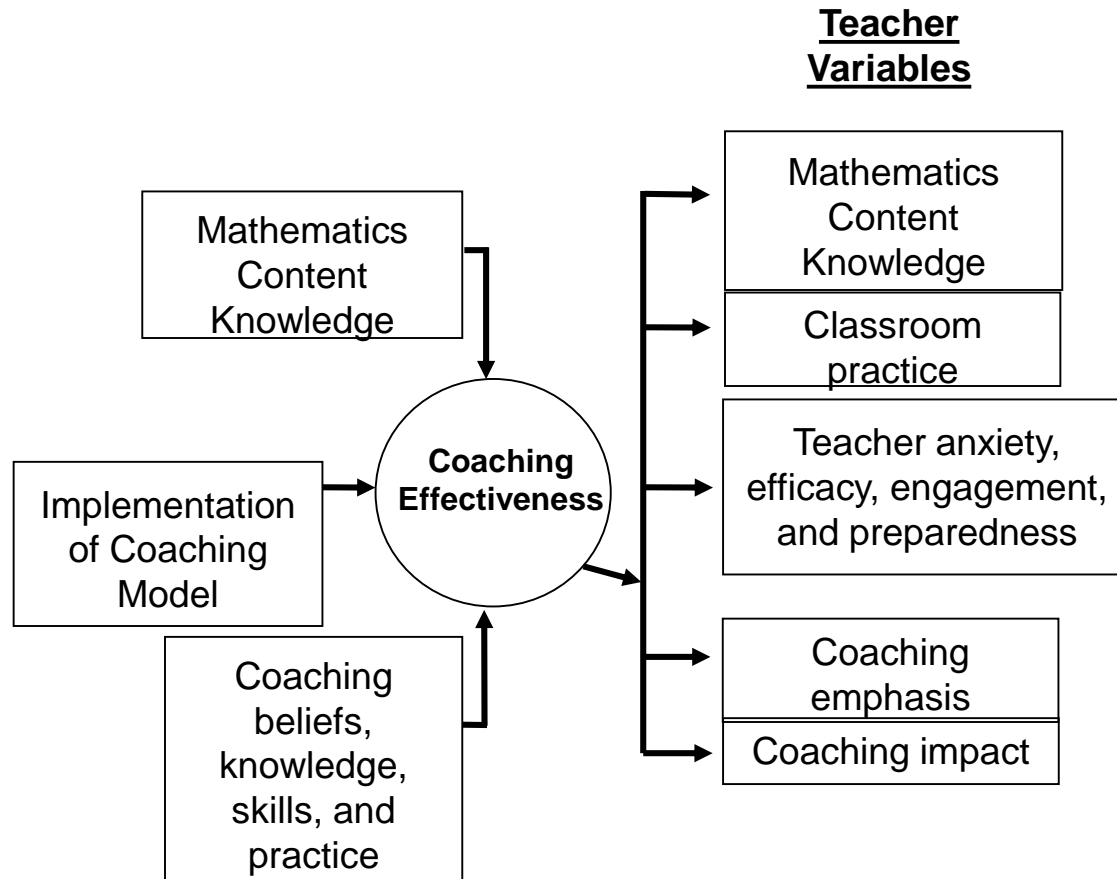 Teacher
Variables
Mathematics
Content
Knowledge
Implementation
of Coaching
Model
Coaching
beliefs,
knowledge,
skills, and
practice
Coaching
Effectiveness
Mathematics
Content
Knowledge
Classroom
practice
Teacher anxiety,
efficacy, engagement,
and preparedness
Coaching
emphasis
Coaching impact